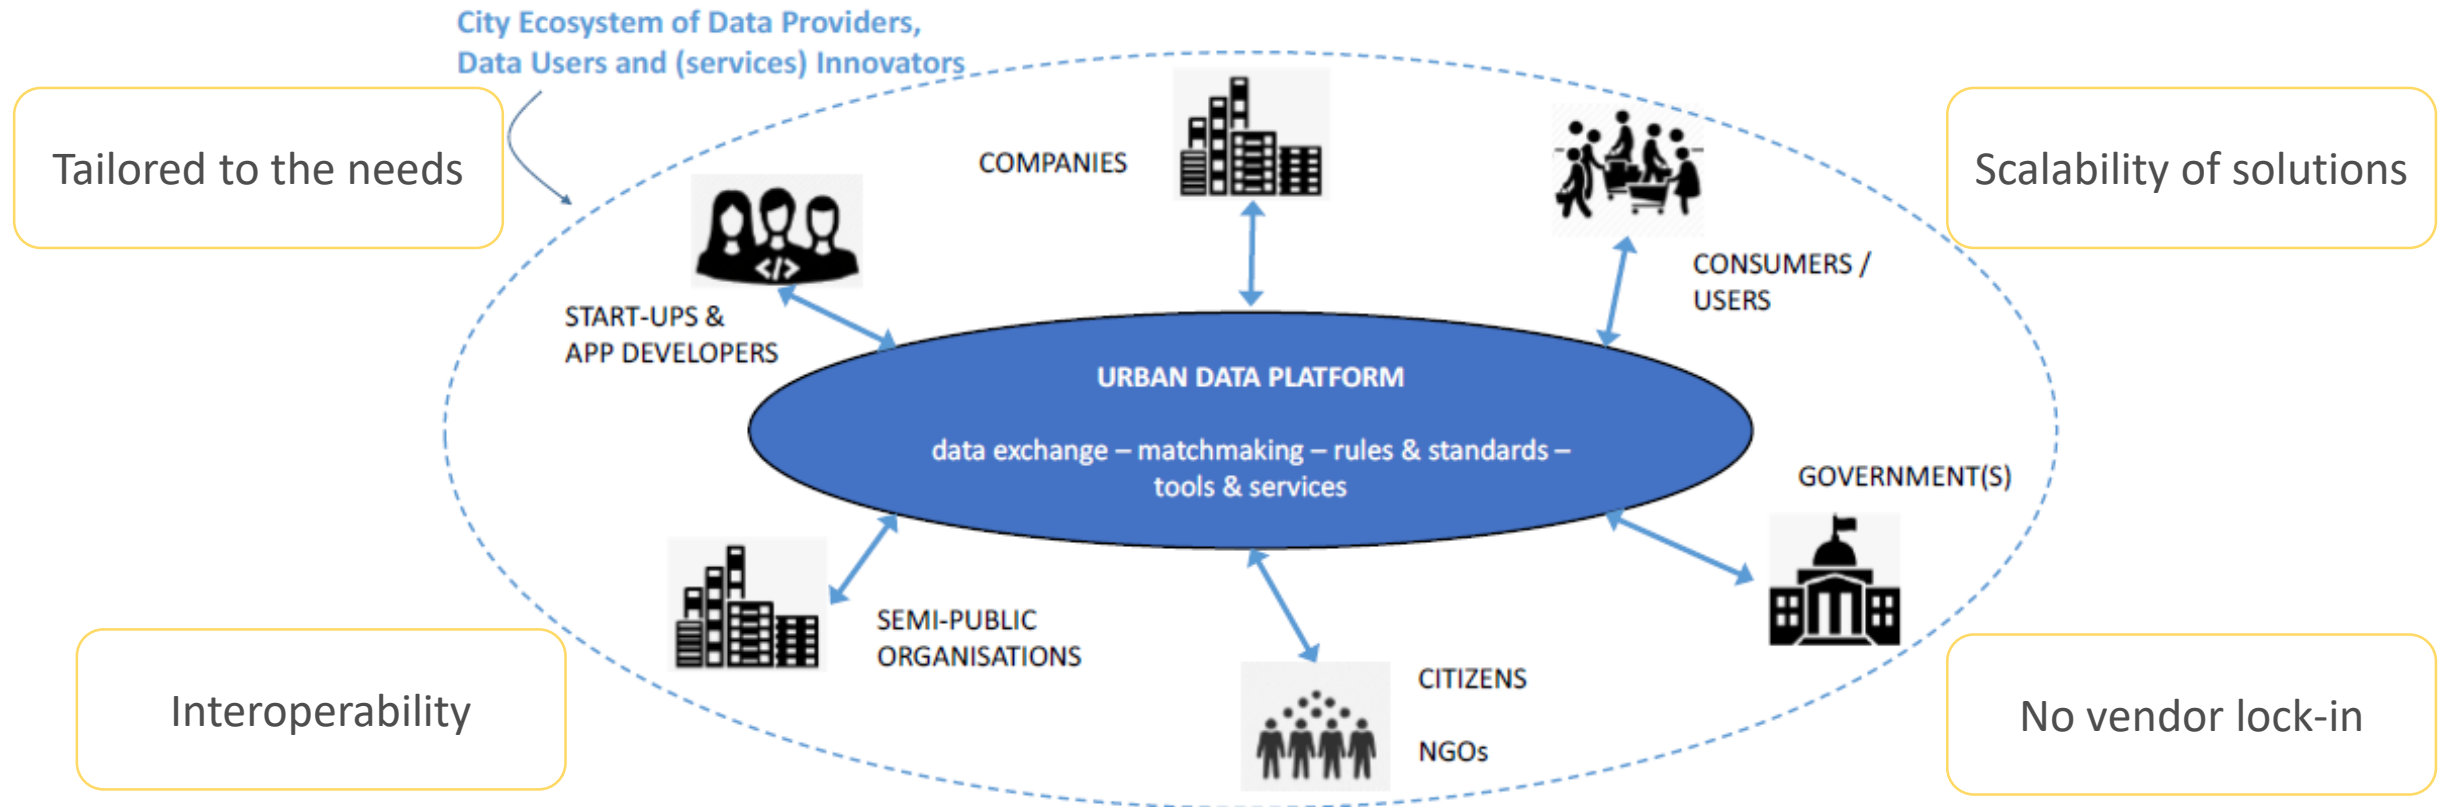 City Ecosystem of Data Providers,
Data Users and (services) Innovators
Tailored to the needs
Scalability of solutions
COMPANIES
</>
START-UPS &
APP DEVELOPERS
CONSUMERS /
USERS
URBAN DATA PLATFORM
data exchange – matchmaking – rules & standards –
tools & services
GOVERNMENT(S)
SEMI-PUBLIC
ORGANISATIONS
CITIZENS
NGOs
Interoperability
No vendor lock-in